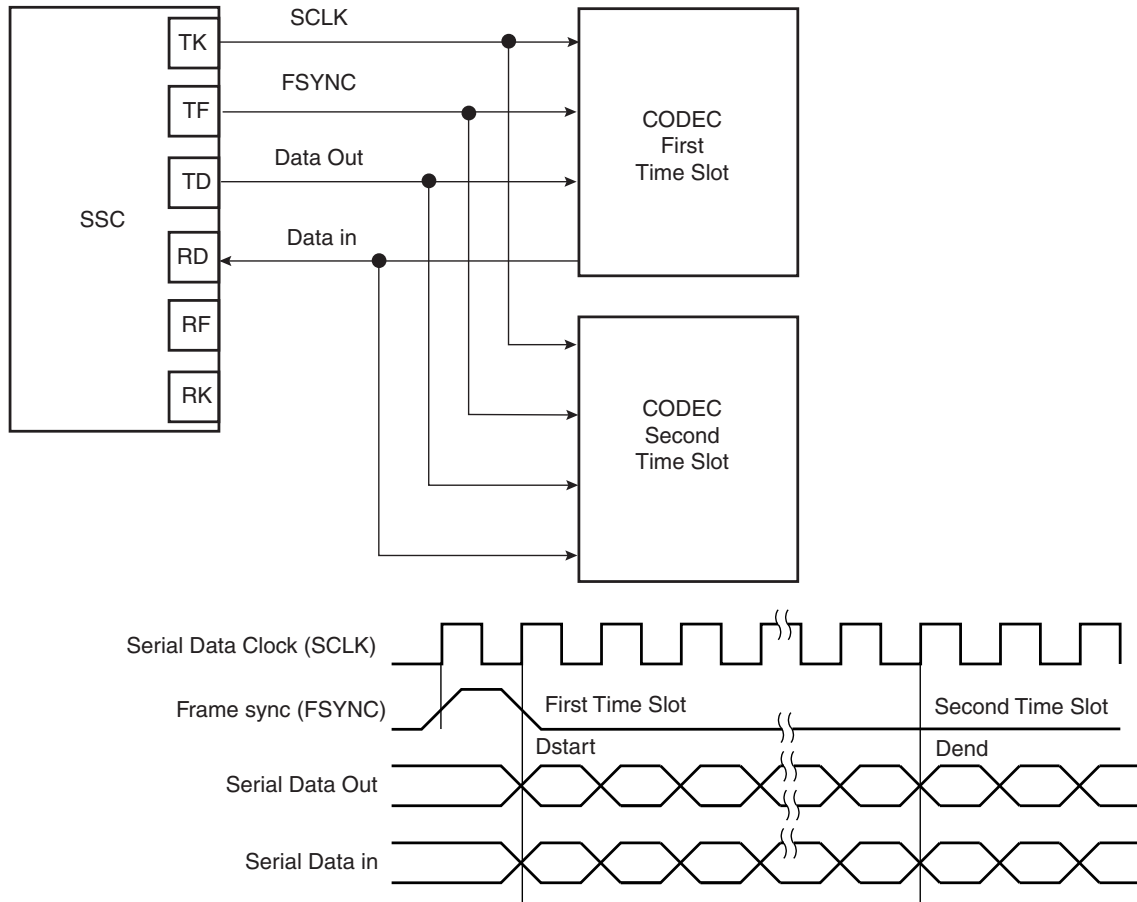 SCLK
TK
FSYNC
TF
CODEC
First
Time Slot
Data Out
TD
SSC
Data in
RD
RF
RK
CODEC
Second
Time Slot
Serial Data Clock (SCLK)
First Time Slot
Second Time Slot
Frame sync (FSYNC)
Dstart
Dend
Serial Data Out
Serial Data in